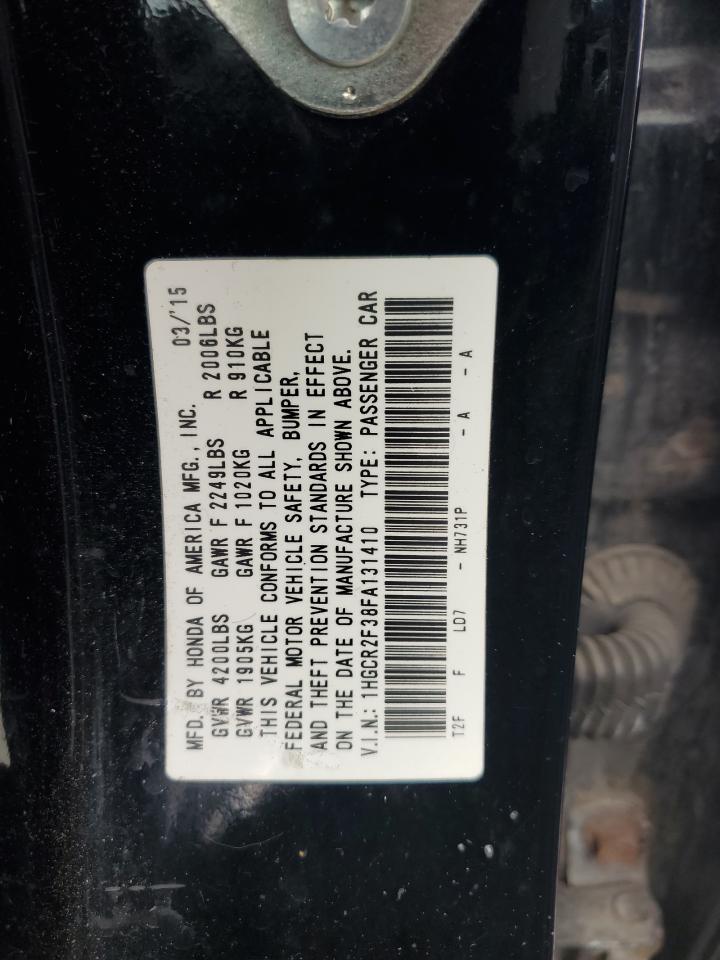 MFD. BY HONDA OF AMERICA MFG., INC. 03/'15
GVWR 4200LBS GAWR F 2249LBS R 2006LBS
GVWR 1905KG GAWR F 1020KG R 910KG
THIS VEHICLE CONFORMS TO ALL APPLICABLE
FEDERAL MOTOR VEHICLE SAFETY, BUMPER,
AND THEFT PREVENTION STANDARDS IN EFFECT
ON THE DATE OF MANUFACTURE SHOWN ABOVE.
V.I.N.: 1HGCR2F38FA131410 TYPE: PASSENGER CAR
T2F F LD7 - NH731P - A - A